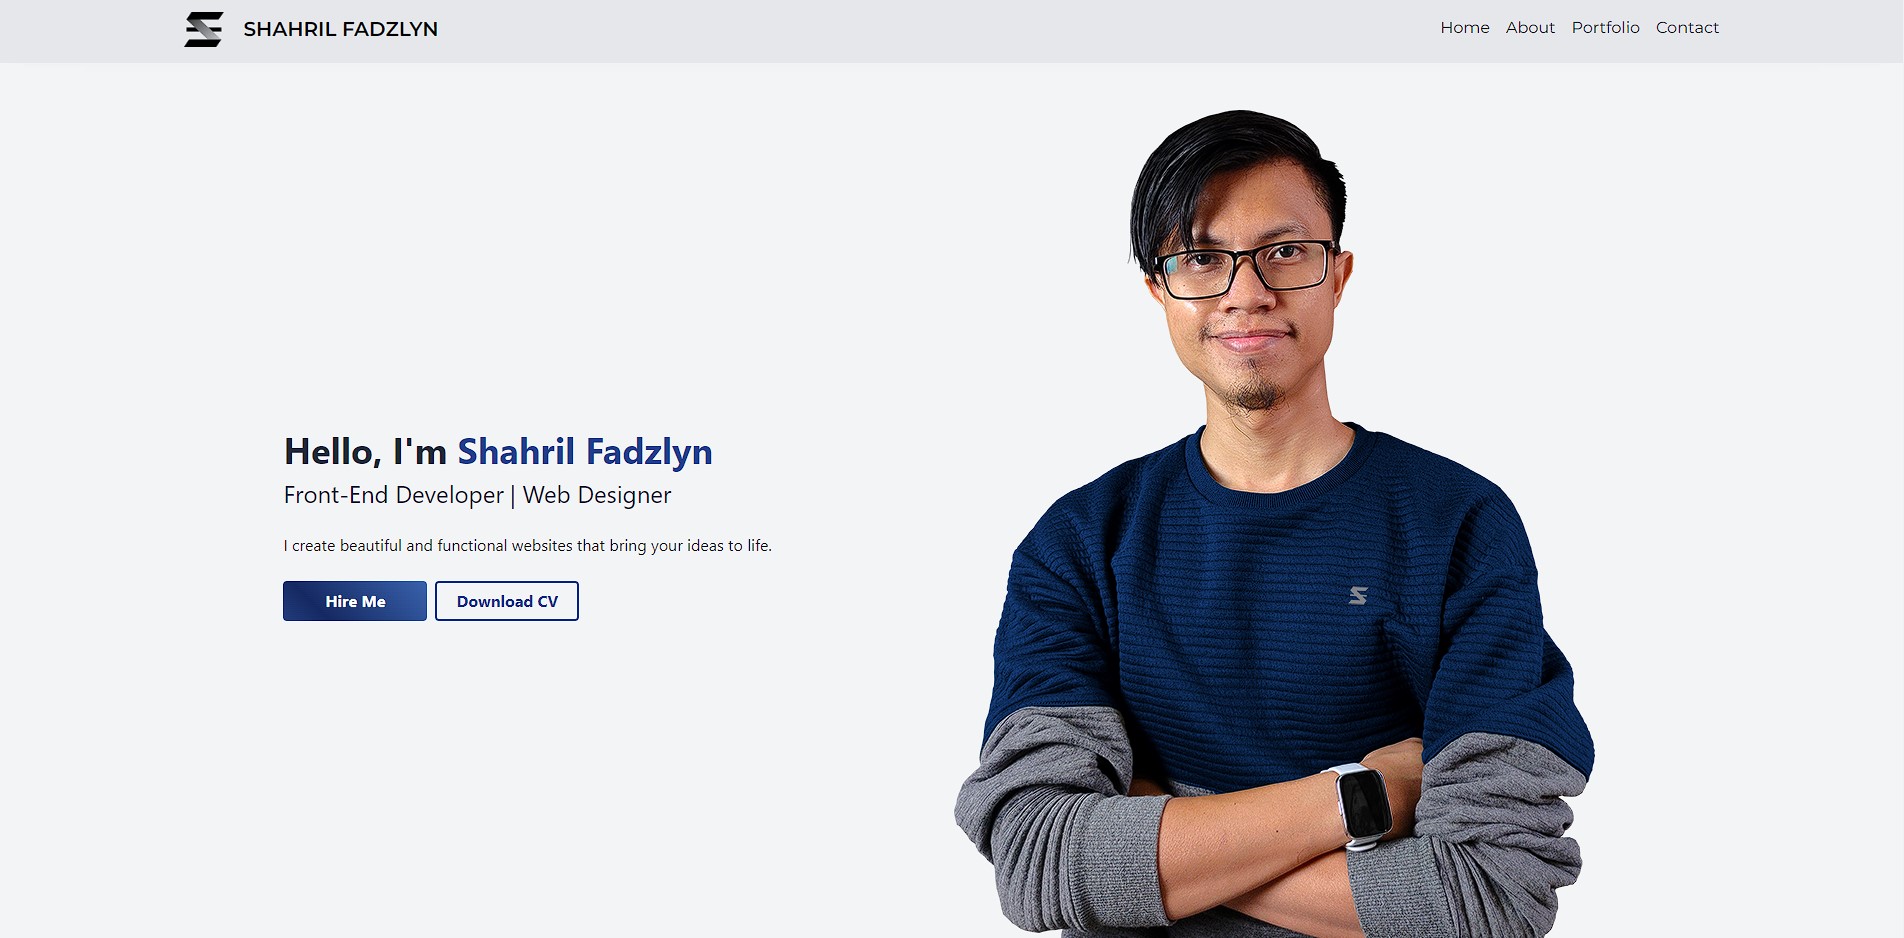 SHAHRIL FADZLYN
Home About Portfolio Contact
Hello, I'm Shahril Fadzlyn
Front-End Developer | Web Designer
I create beautiful and functional websites that bring your ideas to life.
Hire Me Download CV